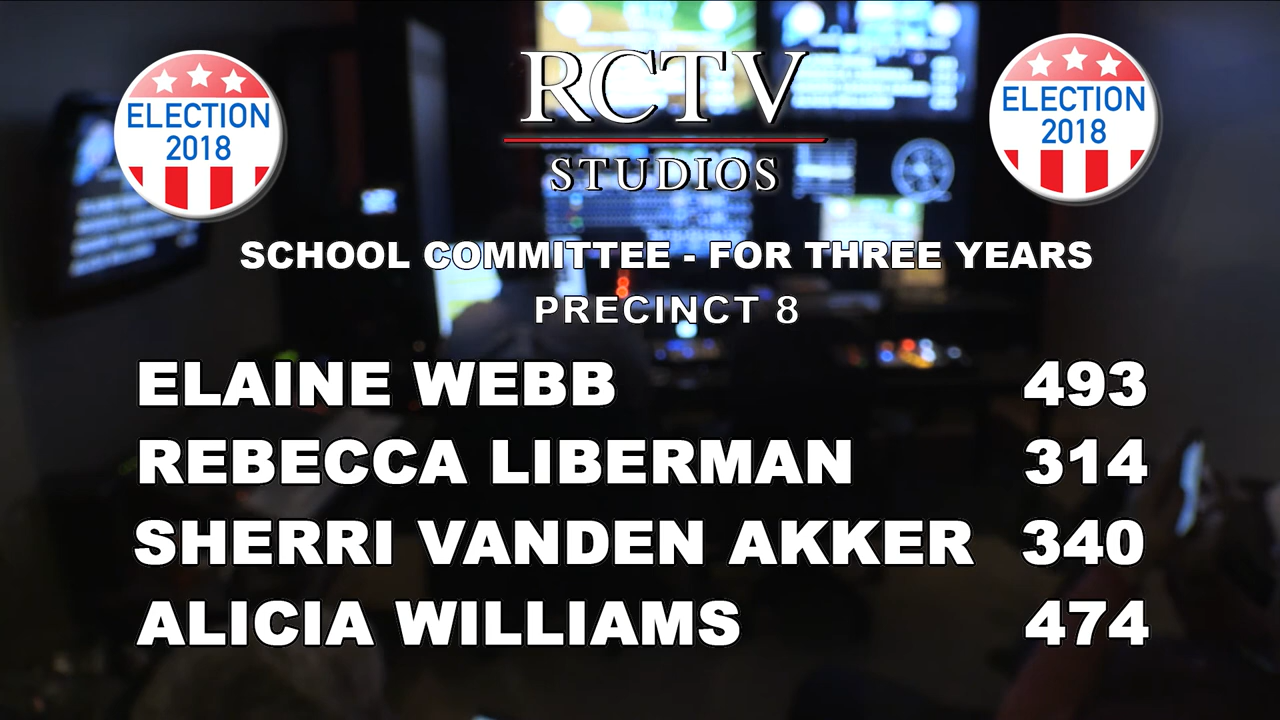 ELECTION
2018
RCTV
STUDIOS
ELECTION
2018
SCHOOL COMMITTEE - FOR THREE YEARS
PRECINCT 8
ELAINE WEBB 493
REBECCA LIBERMAN 314
SHERRI VANDEN AKKER 340
ALICIA WILLIAMS 474